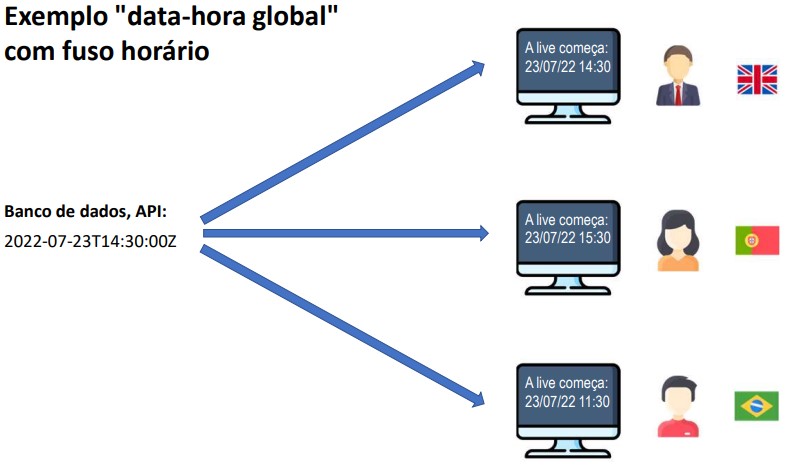 Exemplo "data-hora global"
com fuso horário
A live começa:
23/07/22 14:30
Banco de dados, API:
2022-07-23T14:30:00Z
A live começa:
23/07/22 15:30
A live começa:
23/07/22 11:30